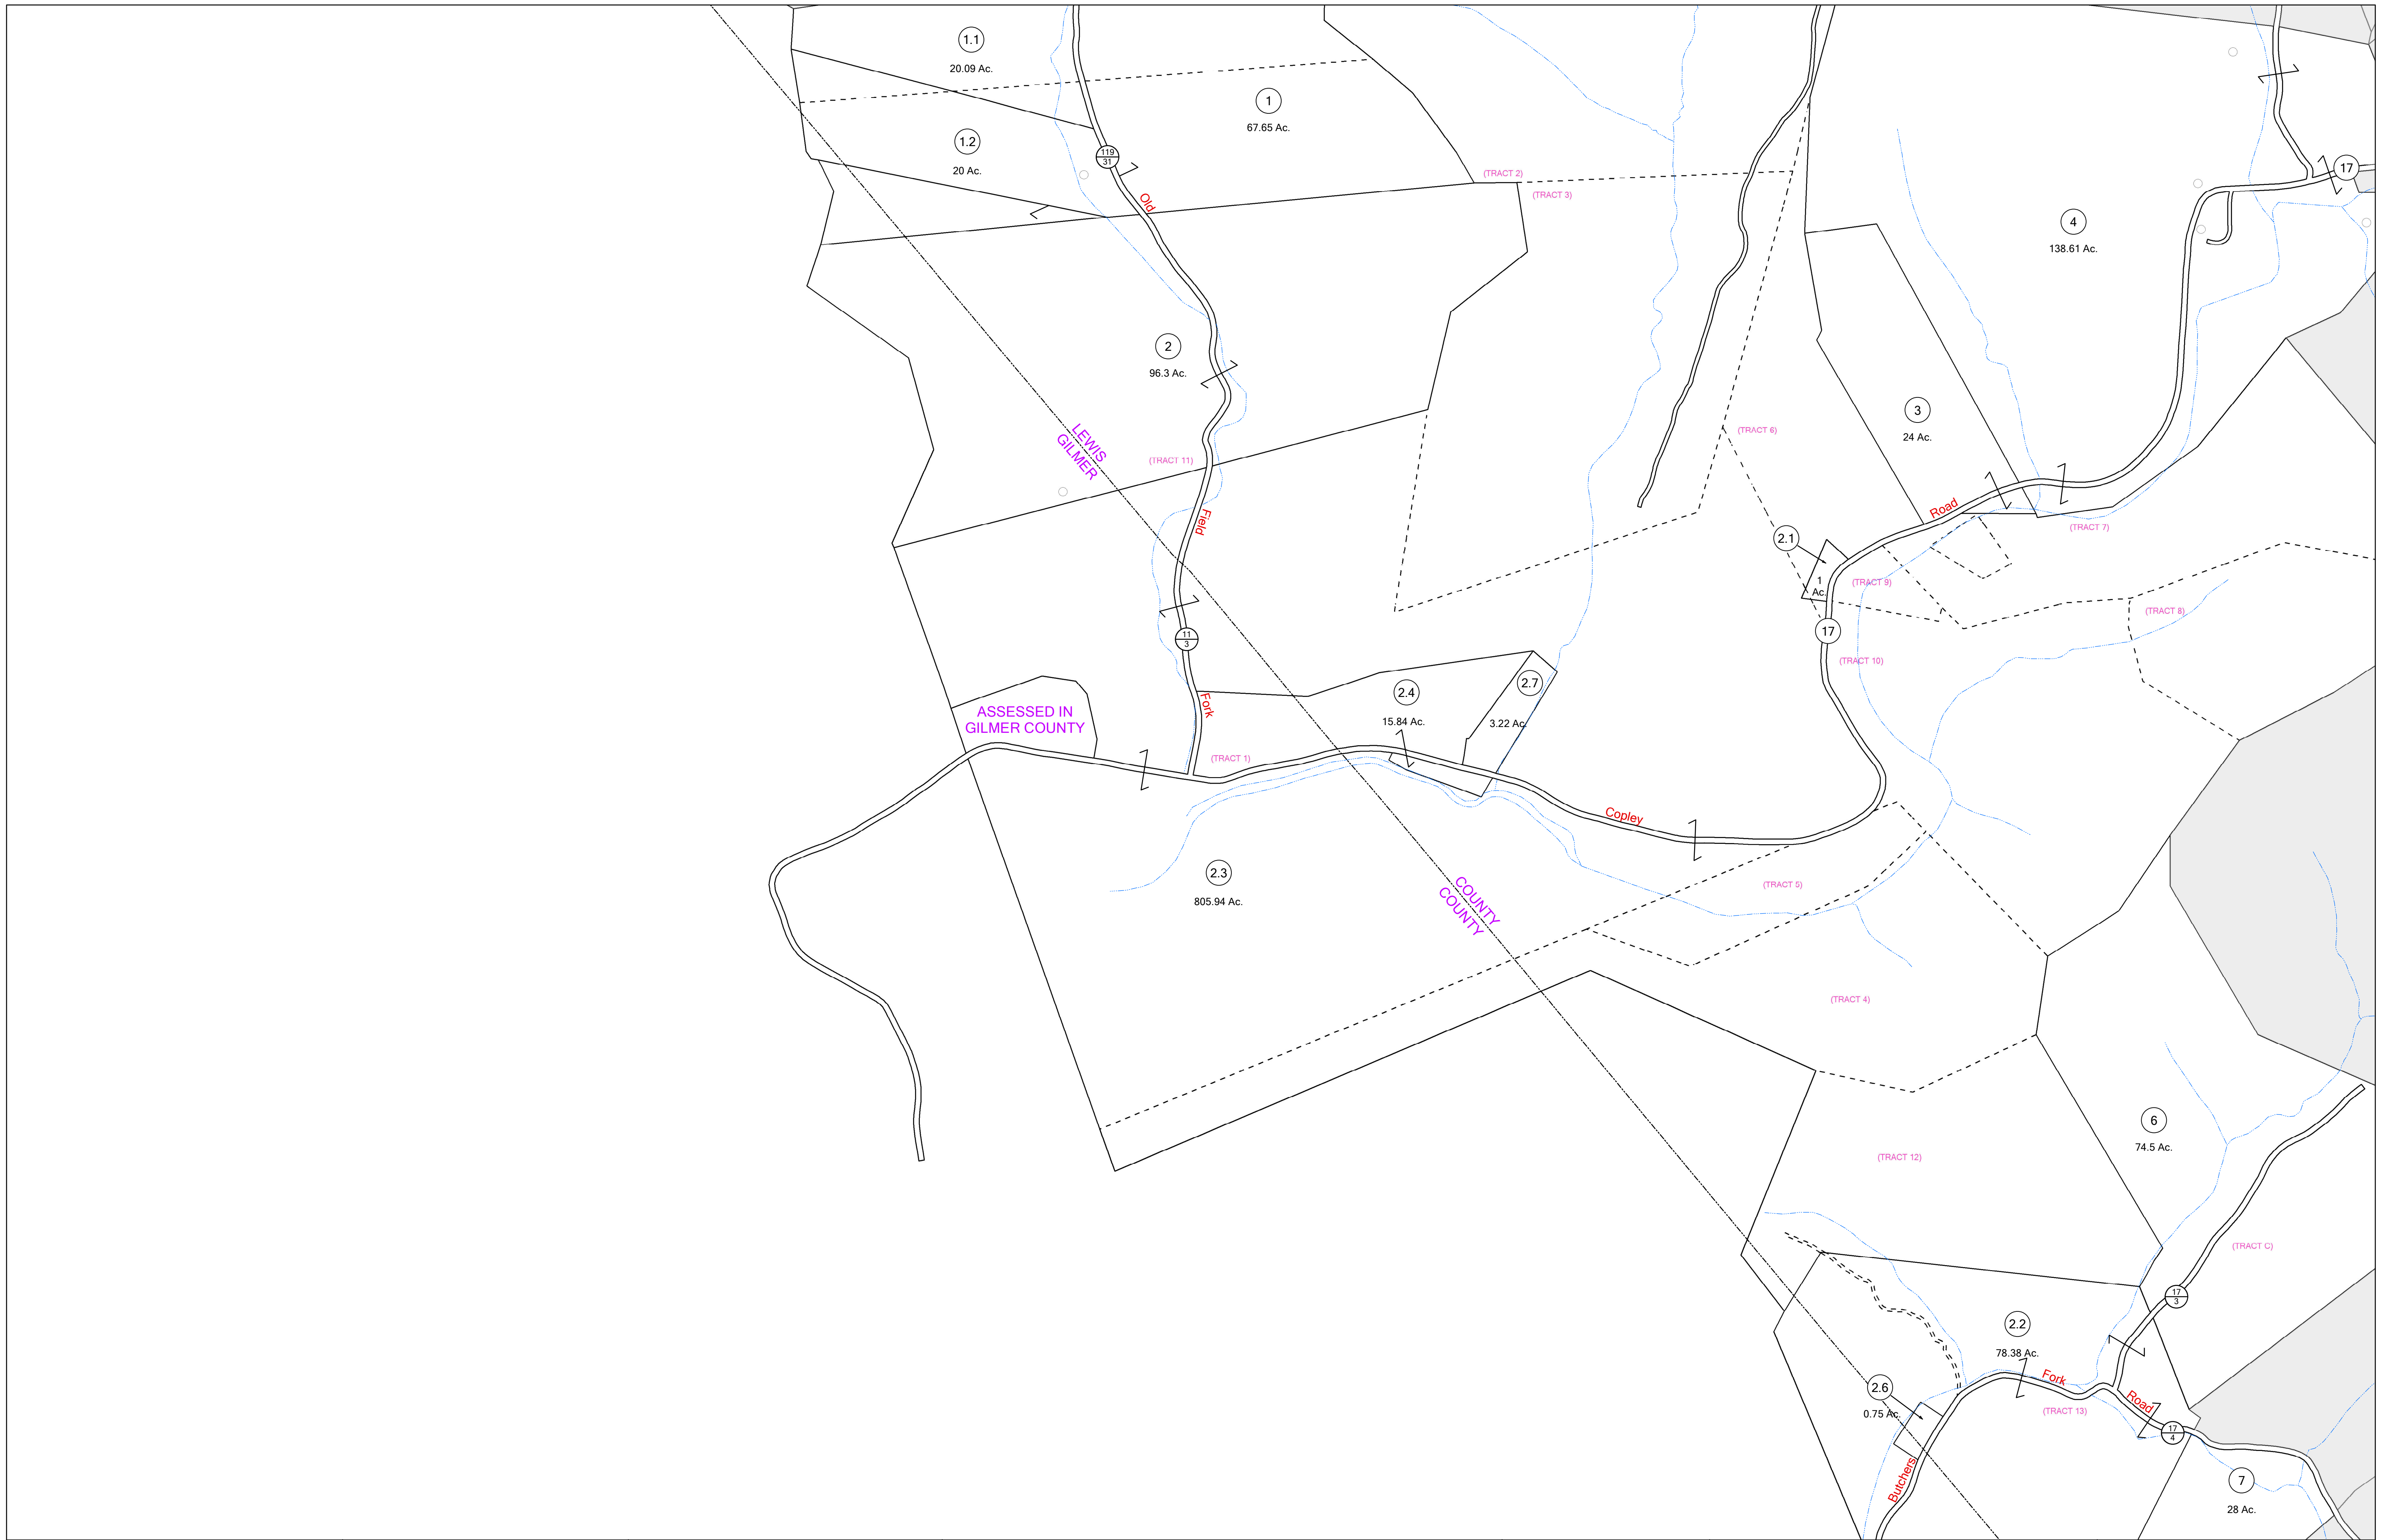 1.1
20.09 Ac.
1
67.65 Ac.
1.2
20 Ac.
119
31
Old
(TRACT 2)
(TRACT 3)
17
4
138.61 Ac.
2
96.3 Ac.
LEWIS
GILMER
(TRACT 11)
Field
(TRACT 6)
3
24 Ac.
Road
(TRACT 7)
2.1
1
Ac.
(TRACT 9)
(TRACT 8)
17
11
3
(TRACT 10)
Fork
ASSESSED IN
GILMER COUNTY
2.4
15.84 Ac.
2.7
3.22 Ac.
(TRACT 1)
Copley
2.3
805.94 Ac.
COUNTY
COUNTY
(TRACT 5)
(TRACT 4)
6
74.5 Ac.
(TRACT 12)
(TRACT C)
17
3
2.2
78.38 Ac.
Fork
2.6
0.75 Ac.
Road
(TRACT 13)
17
4
Butchers
7
28 Ac.